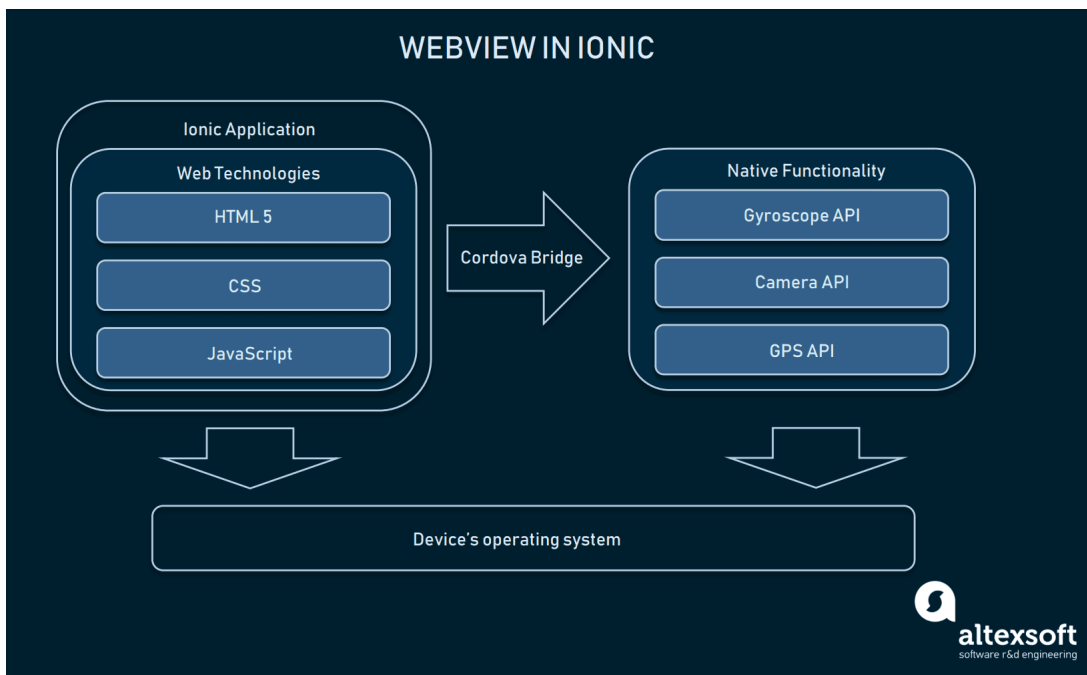 WEBVIEW IN IONIC
Ionic Application
Web Technologies
HTML 5
CSS
JavaScript
Cordova Bridge
Native Functionality
Gyroscope API
Camera API
GPS API
Device's operating system
altexsoft
software r&d engineering